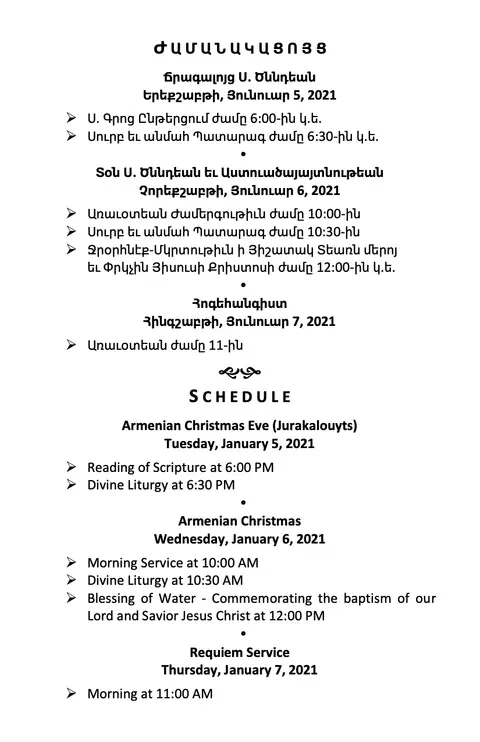 ԺԱՄԱՆԱԿԱՑՈՅՑ
Ճրագալոյց Ս. Ծննդեան
Երեքշաբթի, Յունուար 5, 2021
➢ Ս. Գրոց Ընթերցում ժամը 6:00-ին կ.ե.
➢ Սուրբ եւ անմահ Պատարագ ժամը 6:30-ին կ.ե.
•
Տօն Ս. Ծննդեան եւ Աստուածայայտնութեան
Չորեքշաբթի, Յունուար 6, 2021
➢ Առաւօտեան Ժամերգութիւն ժամը 10:00-ին
➢ Սուրբ եւ անմահ Պատարագ ժամը 10:30-ին
➢ Ջրօրհնէք-Մկրտութիւն ի Յիշատակ Տեառն մերոյ
եւ Փրկչին Յիսուսի Քրիստոսի ժամը 12:00-ին կ.ե.
•
Հոգեհանգիստ
Հինգշաբթի, Յունուար 7, 2021
➢ Առաւօտեան ժամը 11-ին
SCHEDULE
Armenian Christmas Eve (Jurakalouyts)
Tuesday, January 5, 2021
➢ Reading of Scripture at 6:00 PM
➢ Divine Liturgy at 6:30 PM
•
Armenian Christmas
Wednesday, January 6, 2021
➢ Morning Service at 10:00 AM
➢ Divine Liturgy at 10:30 AM
➢ Blessing of Water - Commemorating the baptism of our
Lord and Savior Jesus Christ at 12:00 PM
•
Requiem Service
Thursday, January 7, 2021
➢ Morning at 11:00 AM